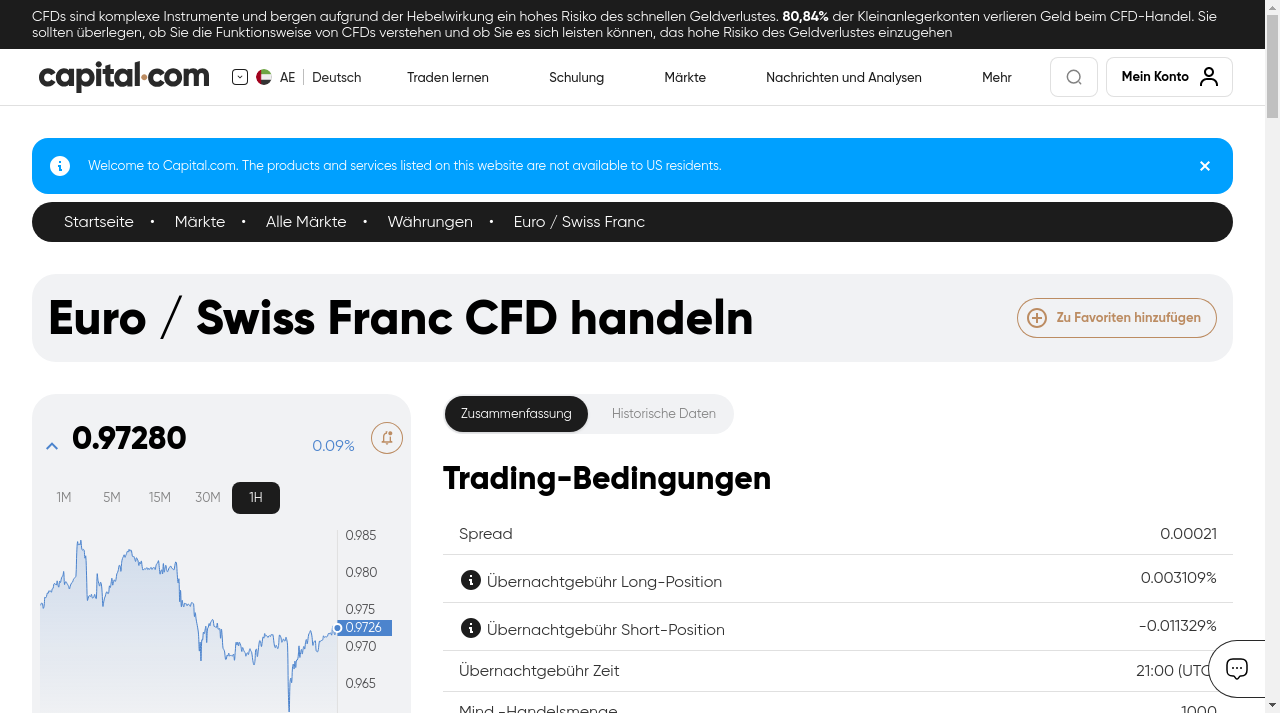 CFDs sind komplexe Instrumente und bergen aufgrund der Hebelwirkung ein hohes Risiko des schnellen Geldverlustes. 80,84% der Kleinanlegerkonten verlieren Geld beim CFD-Handel. Sie
sollten überlegen, ob Sie die Funktionsweise von CFDs verstehen und ob Sie es sich leisten können, das hohe Risiko des Geldverlustes einzugehen
capital.com AE Deutsch Traden lernen Schulung Märkte Nachrichten und Analysen Mehr Mein Konto
Welcome to Capital.com. The products and services listed on this website are not available to US residents.
Startseite • Märkte • Alle Märkte • Währungen • Euro / Swiss Franc
Euro / Swiss Franc CFD handeln
Zu Favoriten hinzufügen
0.97280
0.09%
1M 5M 15M 30M 1H
0.985
0.980
0.975
0.9726
0.970
0.965
Zusammenfassung Historische Daten
Trading-Bedingungen
Spread 0.00021
Übernachtgebühr Long-Position 0.003109%
Übernachtgebühr Short-Position -0.011329%
Übernachtgebühr Zeit 21:00 (UTC
Mind.-Handelsmenge 1000